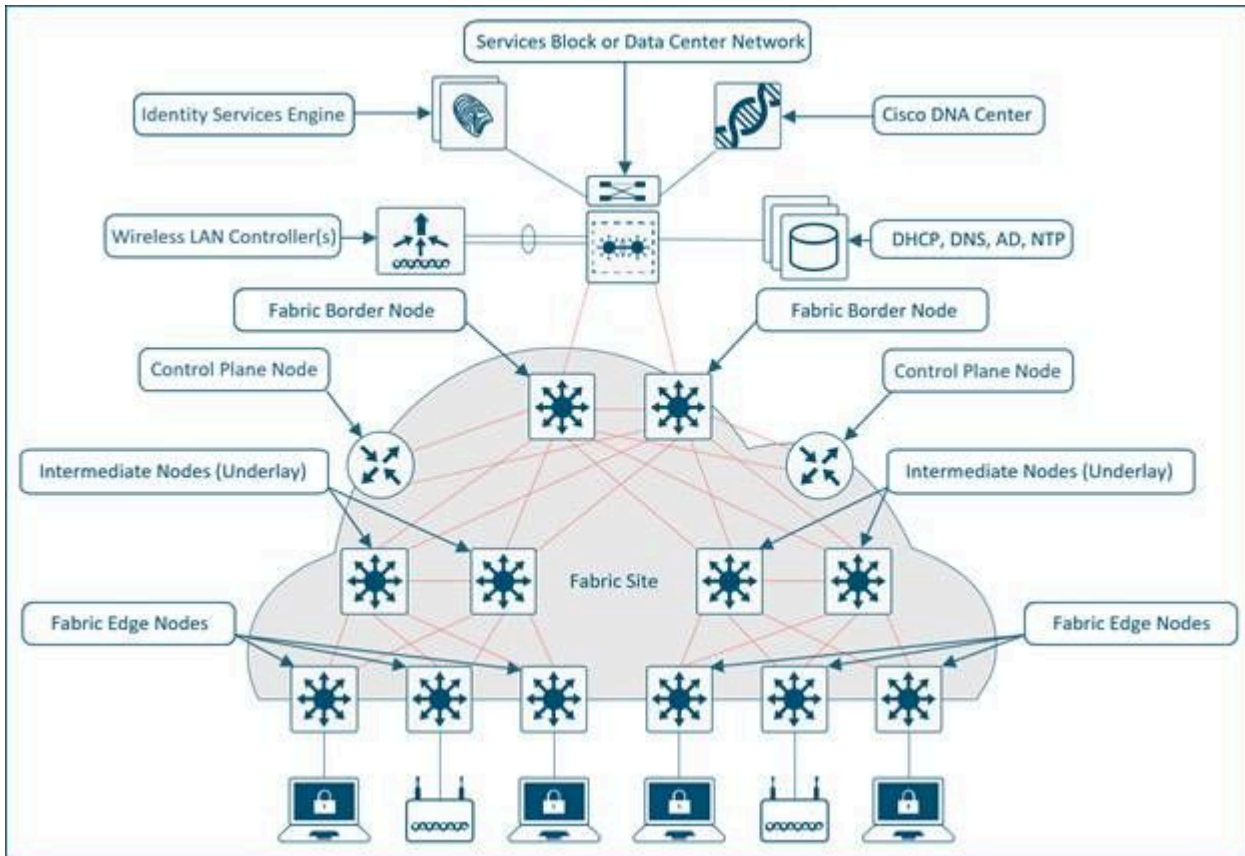 Services Block or Data Center Network
Identity Services Engine
Cisco DNA Center
Wireless LAN Controller(s)
DHCP, DNS, AD, NTP
Fabric Border Node
Fabric Border Node
Control Plane Node
Control Plane Node
Intermediate Nodes (Underlay)
Intermediate Nodes (Underlay)
Fabric Site
Fabric Edge Nodes
Fabric Edge Nodes